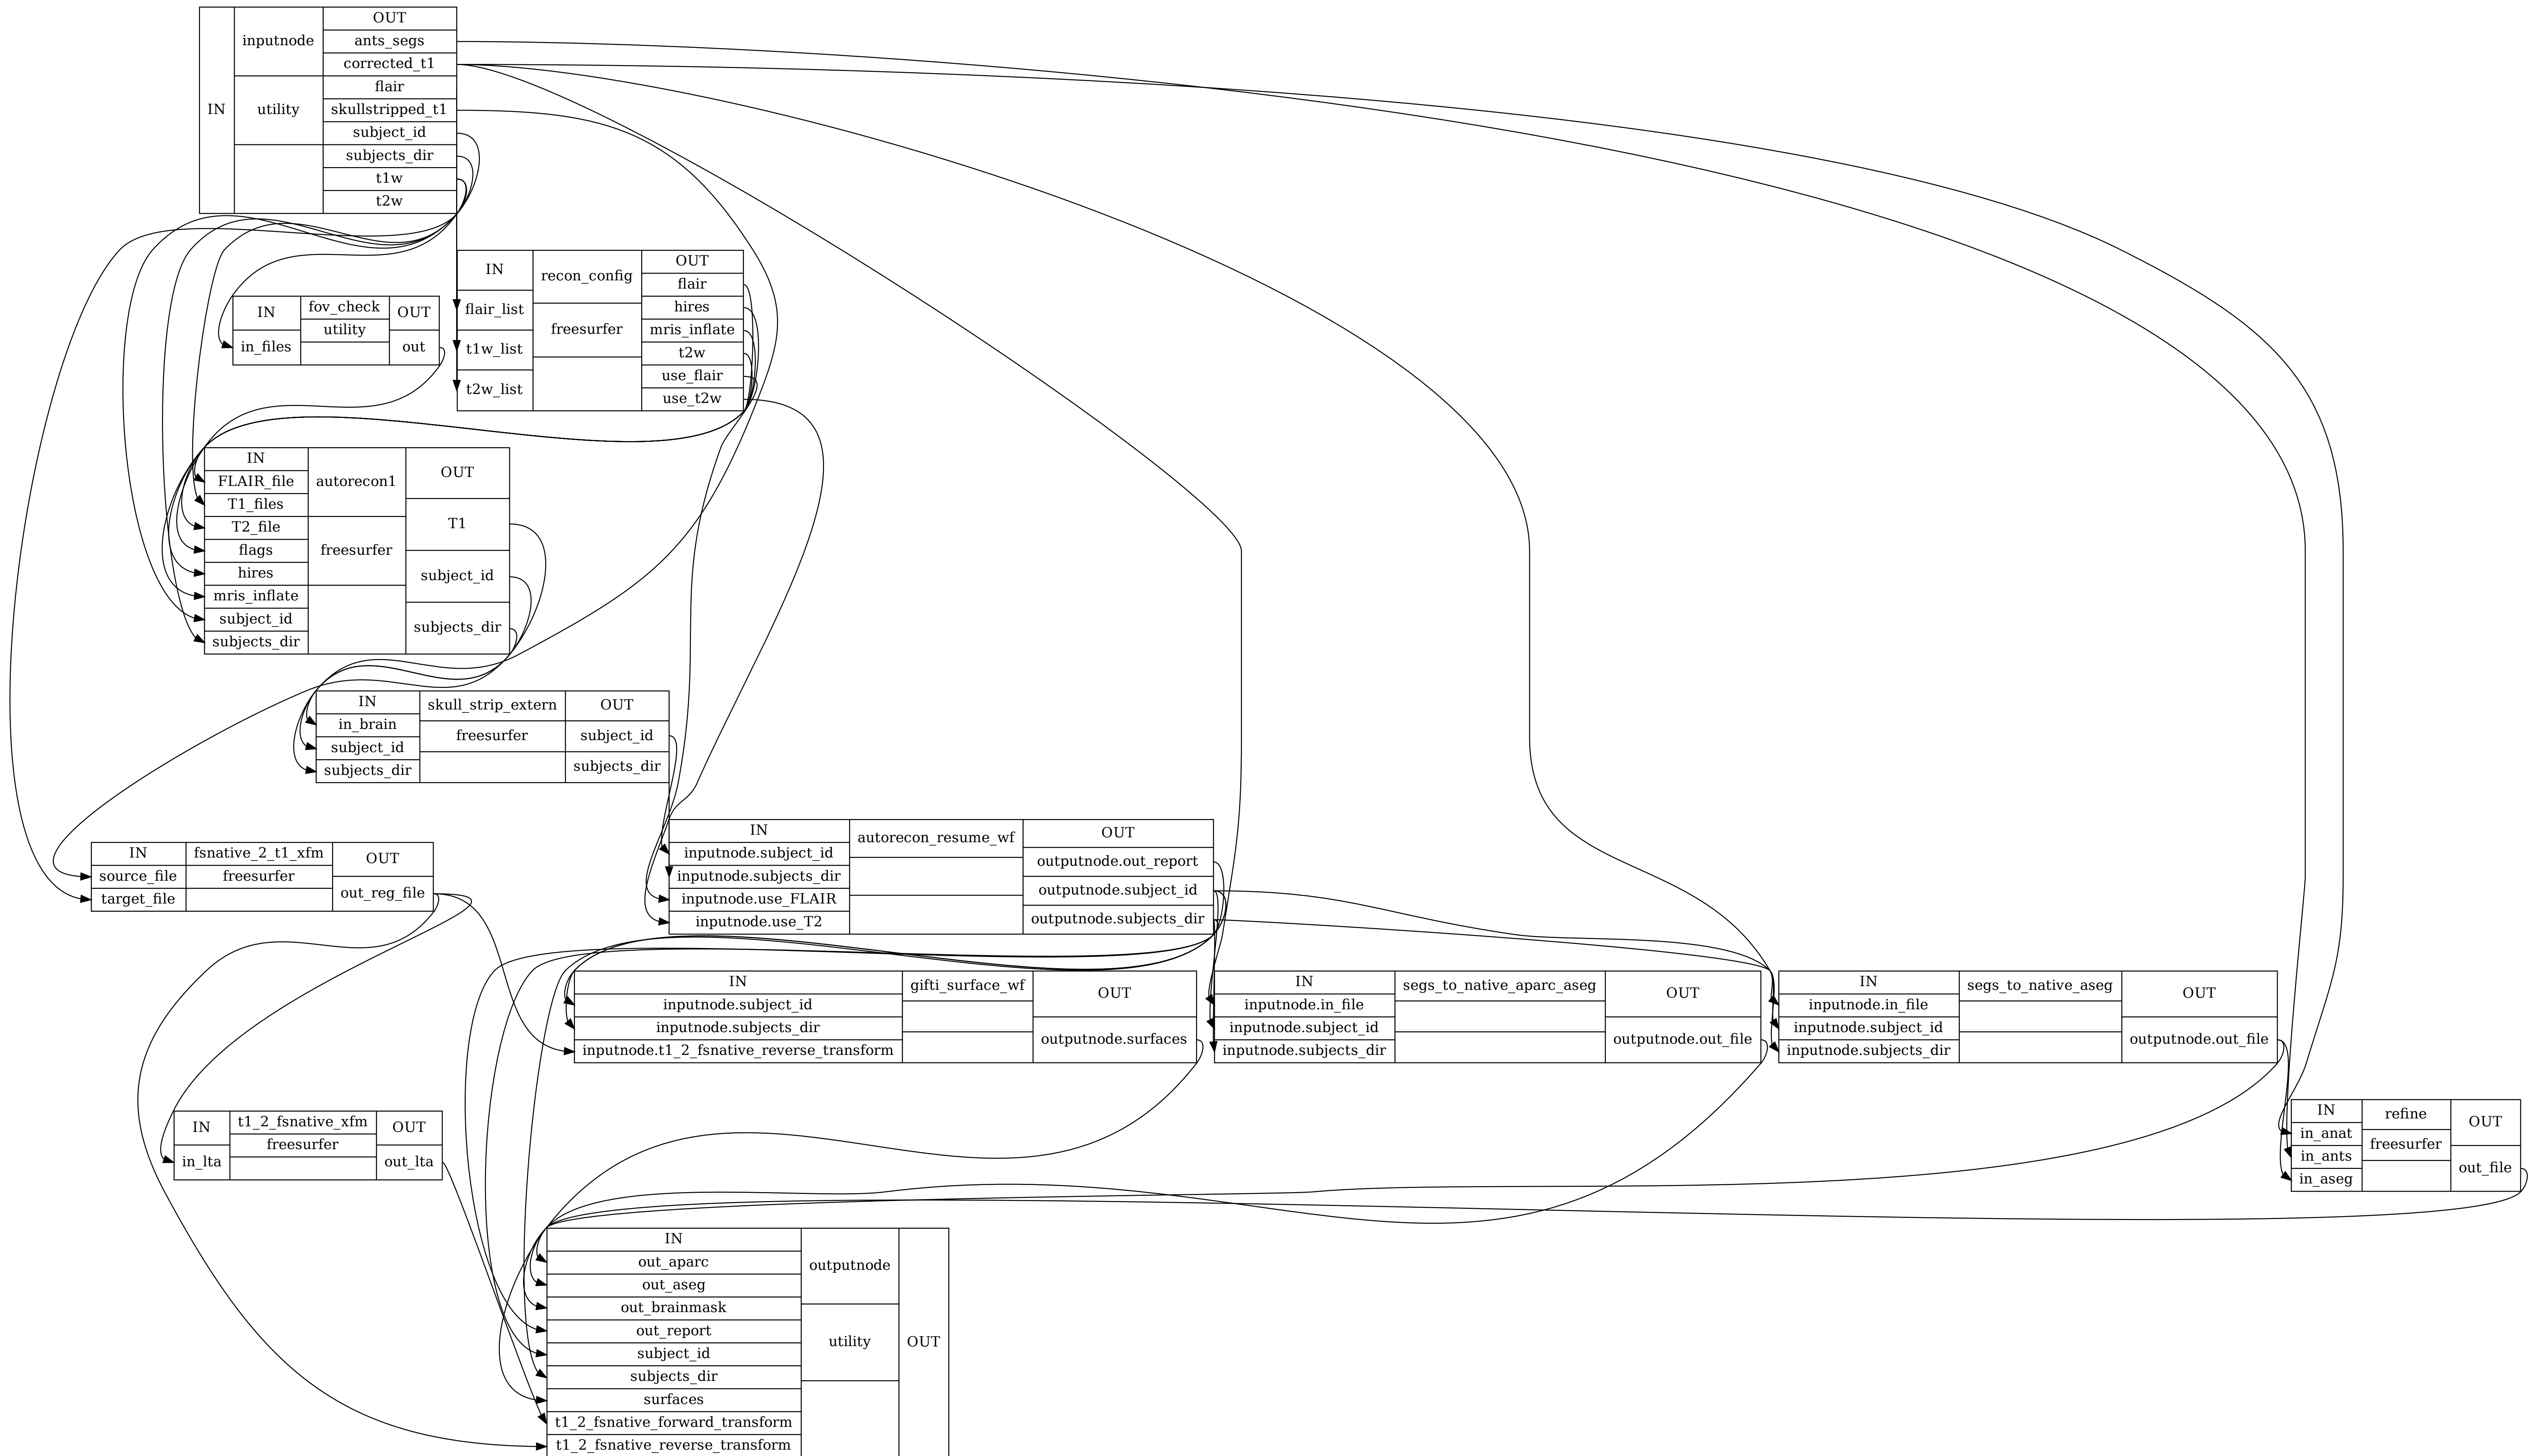 IN
inputnode
utility
OUT
ants_segs
corrected_t1
flair
skullstripped_t1
subject_id
subjects_dir
t1w
t2w
IN
flair_list
t1w_list
t2w_list
recon_config
freesurfer
OUT
flair
hires
mris_inflate
t2w
use_flair
use_t2w
IN
in_files
fov_check
utility
OUT
out
IN
FLAIR_file
T1_files
T2_file
flags
hires
mris_inflate
subject_id
subjects_dir
autorecon1
freesurfer
OUT
T1
subject_id
subjects_dir
IN
in_brain
subject_id
subjects_dir
skull_strip_extern
freesurfer
OUT
subject_id
subjects_dir
IN
source_file
target_file
fsnative_2_t1_xfm
freesurfer
OUT
out_reg_file
IN
inputnode.subject_id
inputnode.subjects_dir
inputnode.use_FLAIR
inputnode.use_T2
autorecon_resume_wf
OUT
outputnode.out_report
outputnode.subject_id
outputnode.subjects_dir
IN
inputnode.subject_id
inputnode.subjects_dir
inputnode.t1_2_fsnative_reverse_transform
gifti_surface_wf
OUT
outputnode.surfaces
IN
inputnode.in_file
inputnode.subject_id
inputnode.subjects_dir
segs_to_native_aparc_aseg
OUT
outputnode.out_file
IN
inputnode.in_file
inputnode.subject_id
inputnode.subjects_dir
segs_to_native_aseg
OUT
outputnode.out_file
IN
in_lta
t1_2_fsnative_xfm
freesurfer
OUT
out_lta
IN
in_anat
in_ants
in_aseg
refine
freesurfer
OUT
out_file
IN
out_aparc
out_aseg
out_brainmask
out_report
subject_id
subjects_dir
surfaces
t1_2_fsnative_forward_transform
t1_2_fsnative_reverse_transform
outputnode
utility
OUT